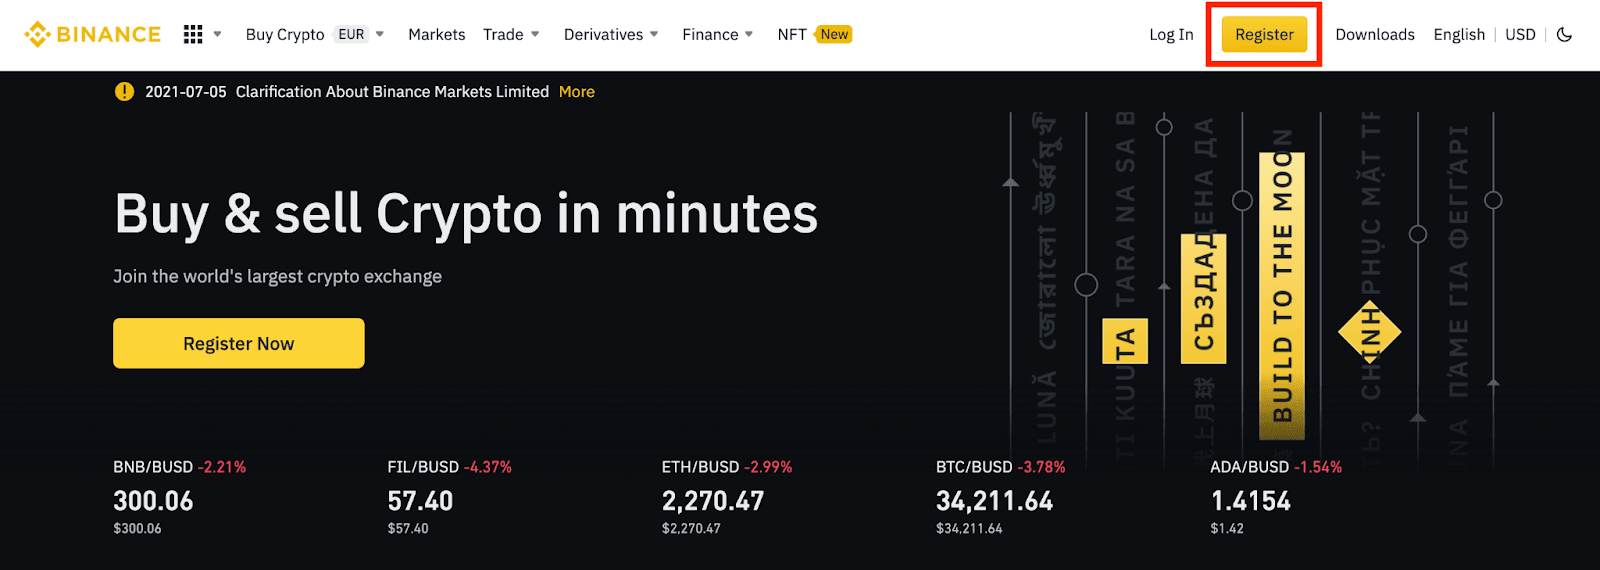 BINANCE
Buy Crypto EUR Markets Trade Derivatives Finance NFT New
Log In Register Downloads English USD
2021-07-05 Clarification About Binance Markets Limited More
Buy & sell Crypto in minutes
Join the world's largest crypto exchange
Register Now
LUNĂ
TI KUUTA
TARA NA SA B
上月球
СЪЗДАДЕНА ДА
BUILD TO THE MOON
CHINH PHỤC MẶT TR
ΠΆΜΕ ΓΙΑ ΦΕΓΓΆΡΙ
BNB/BUSD -2.21%
300.06
$300.06
FIL/BUSD -4.37%
57.40
$57.40
ETH/BUSD -2.99%
2,270.47
$2,270.47
BTC/BUSD -3.78%
34,211.64
$34,211.64
ADA/BUSD -1.54%
1.4154
$1.42